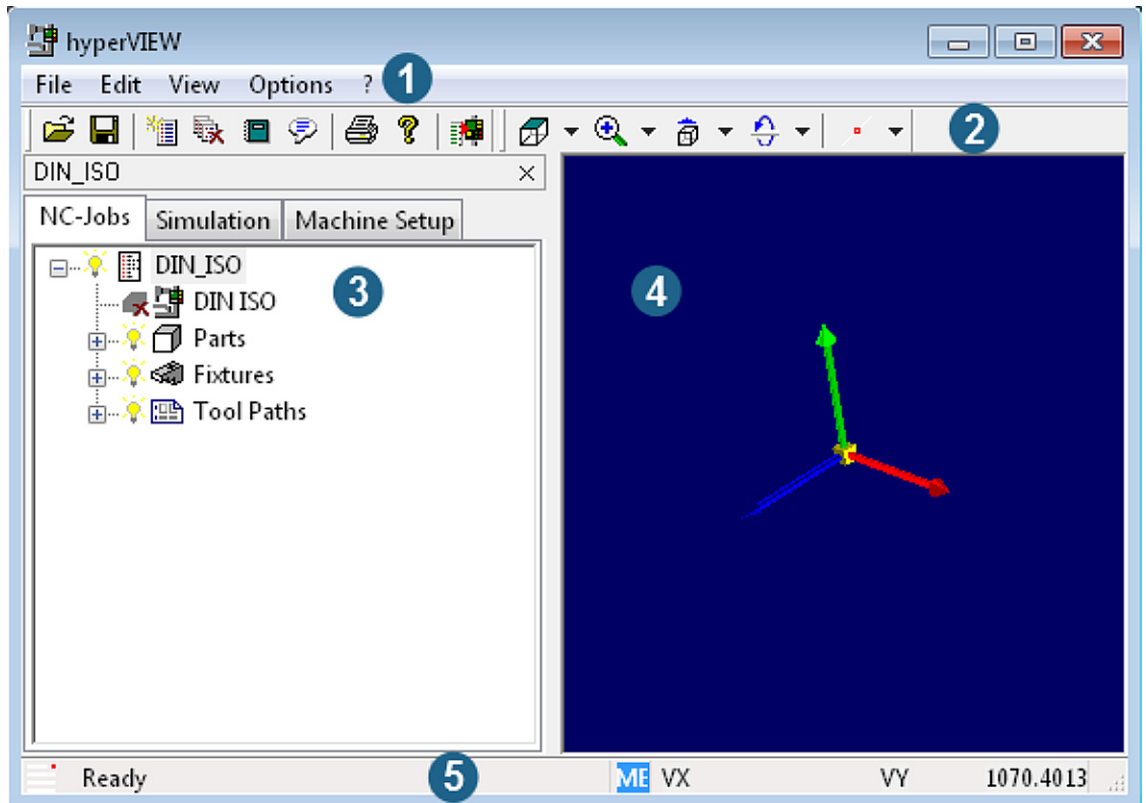 hyperVIEW
File Edit View Options ? 1
2
DIN_ISO
NC-Jobs Simulation Machine Setup
DIN_ISO
3
DIN ISO
4
Parts
Fixtures
Tool Paths
Ready 5 ME VX VY 1070.4013